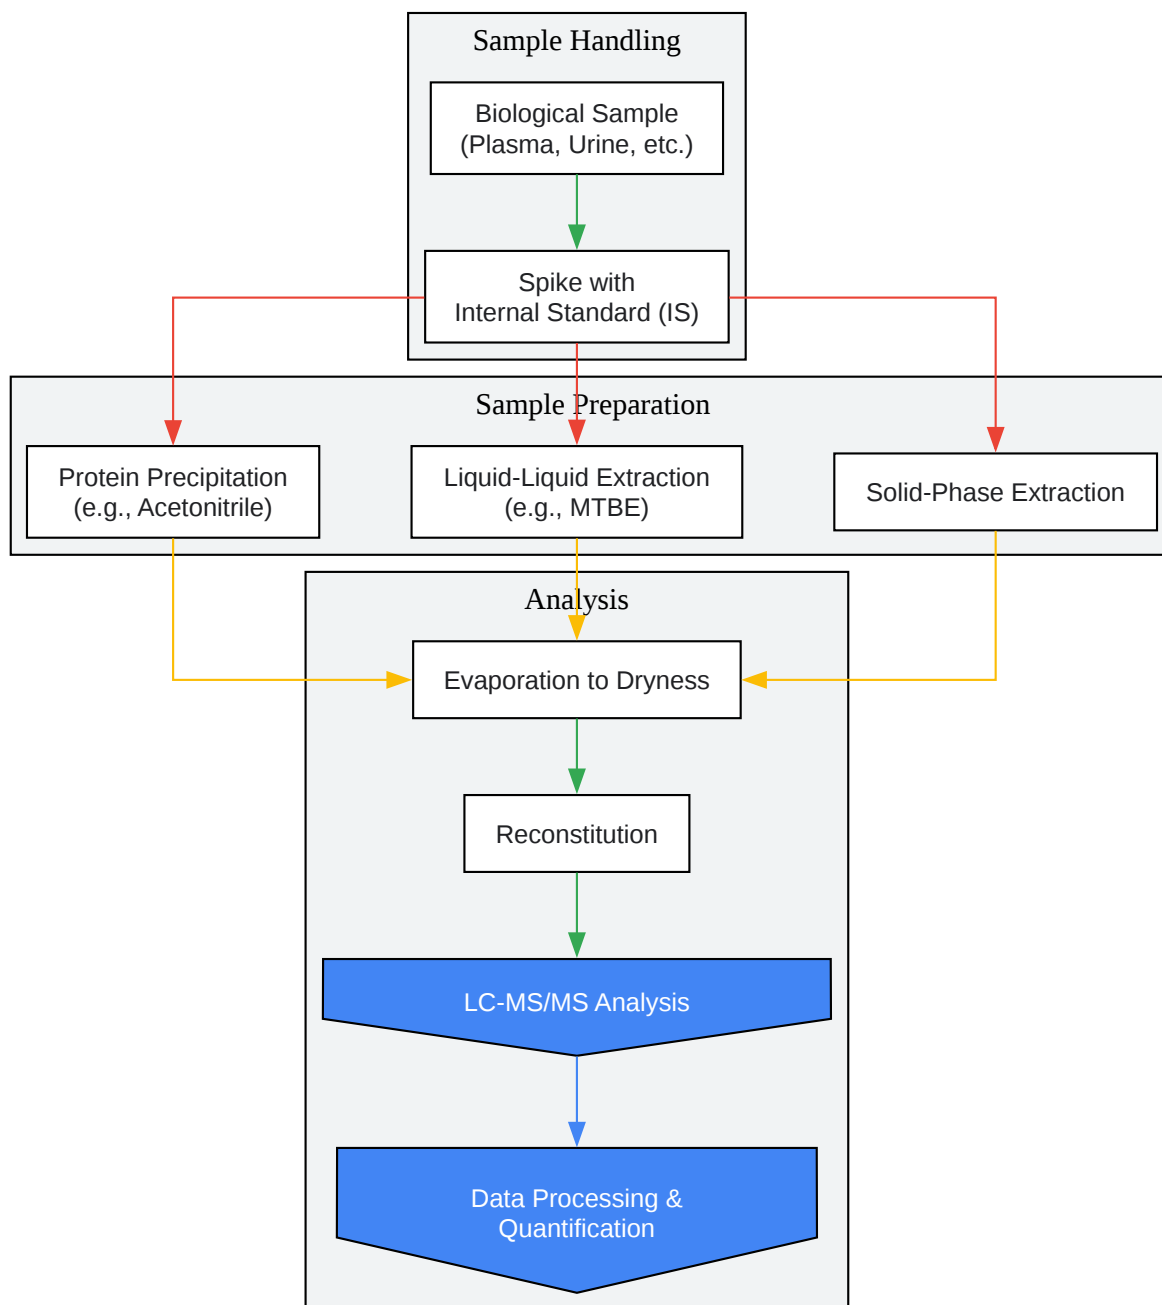 Sample Handling
Biological Sample
(Plasma, Urine, etc.)
Spike with
Internal Standard (IS)
Sample Preparation
Protein Precipitation
(e.g., Acetonitrile)
Liquid-Liquid Extraction
(e.g., MTBE)
Solid-Phase Extraction
Analysis
Evaporation to Dryness
Reconstitution
LC-MS/MS Analysis
Data Processing &
Quantification